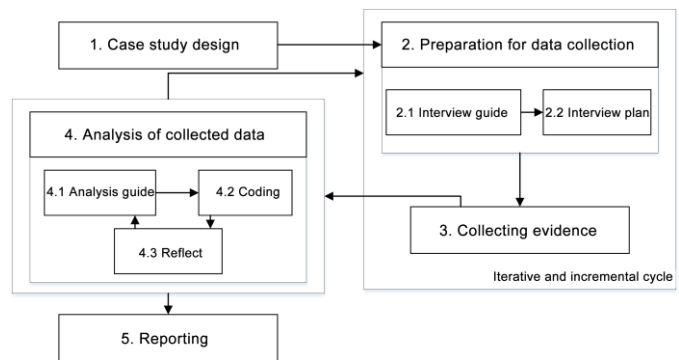 1. Case study design
2. Preparation for data collection
2.1 Interview guide
2.2 Interview plan
3. Collecting evidence
Iterative and incremental cycle
4. Analysis of collected data
4.1 Analysis guide
4.2 Coding
4.3 Reflect
5. Reporting